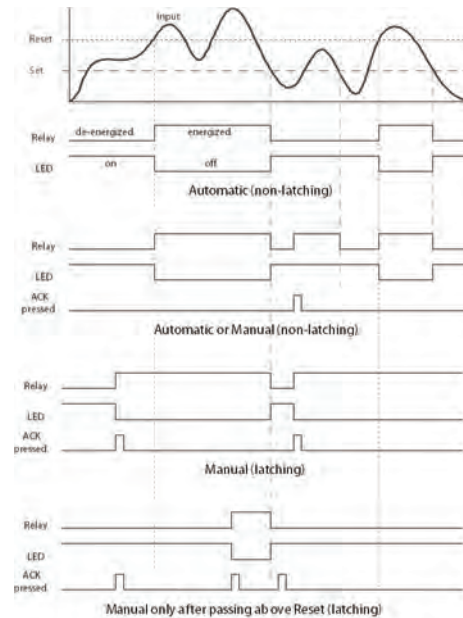 Input
Reset
Set
Relay de-energized energized
LED on off
Automatic (non-latching)
Relay
LED
ACK
pressed
Automatic or Manual (non-latching)
Relay
LED
ACK
pressed
Manual (latching)
Relay
LED
ACK
pressed
Manual only after passing above Reset (latching)